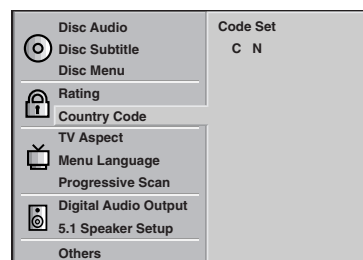 Disc Audio
Disc Subtitle
Disc Menu
Rating
Country Code
TV Aspect
Menu Language
Progressive Scan
Digital Audio Output
5.1 Speaker Setup
Others
Code Set
C N